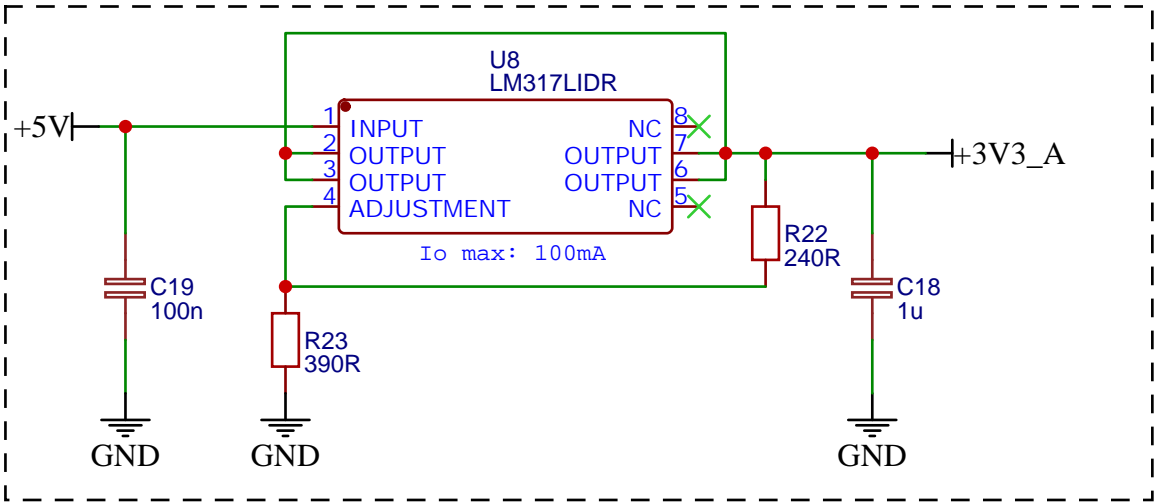 U8
LM317LIDR
+5V
1
INPUT
2
OUTPUT
3
OUTPUT
4
ADJUSTMENT
8
NC
7
OUTPUT
6
OUTPUT
5
NC
+3V3_A
Io max: 100mA
R22
240R
C19
100n
C18
1u
R23
390R
GND
GND
GND